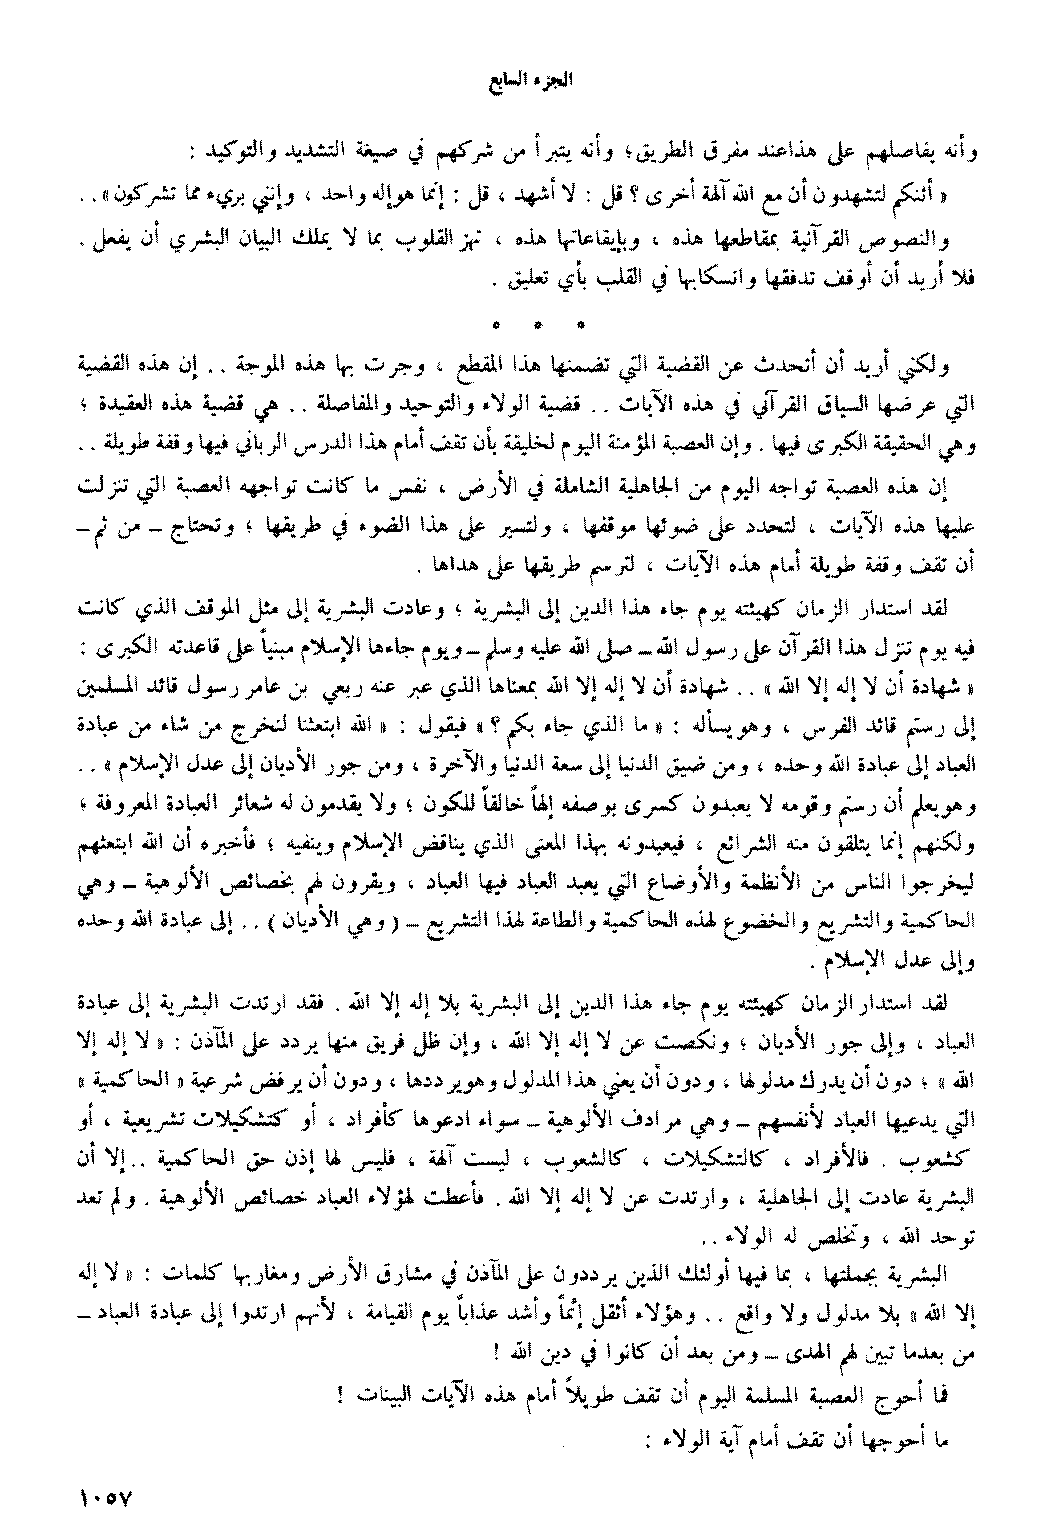 الجزء السابع
وأنه يفاصلهم على هذا عند مفرق الطريق؛ وأنه يتبرأ من شركهم في صيغة التشديد والتوكيد :
« أئنكم لتشهدون أن مع الله آلهة أخرى ؟ قل : لا أشهد ، قل : إنما هو إله واحد ، وإنني بريء مما تشركون » ..
والنصوص القرآنية بمقاطعها هذه ، وبإيقاعاتها هذه ، تهز القلوب بما لا يملك البيان البشري أن يفعل .
فلا أريد أن أوقف تدفقها وانسكابها في القلب بأي تعليق .
* * *
ولكني أريد أن أتحدث عن القضية التي تضمنها هذا المقطع ، وجرت بها هذه الموجة .. إن هذه القضية
التي عرضها السياق القرآني في هذه الآيات .. قضية الولاء والتوحيد والمفاصلة .. هي قضية هذه العقيدة ؛
وهي الحقيقة الكبرى فيها . وإن العصبة المؤمنة اليوم لخليقة بأن تقف أمام هذا الدرس الرباني فيها وقفة طويلة ..
إن هذه العصبة تواجه اليوم من الجاهلية الشاملة في الأرض ، نفس ما كانت تواجهه العصبة التي تنزلت
عليها هذه الآيات ، لتحدد على ضوئها موقفها ، ولتسير على هذا الضوء في طريقها ؛ وتحتاج – من ثم –
أن تقف وقفة طويلة أمام هذه الآيات ، لترسم طريقها على هداها .
لقد استدار الزمان كهيئته يوم جاء هذا الدين إلى البشرية ؛ وعادت البشرية إلى مثل الموقف الذي كانت
فيه يوم تنزل هذا القرآن على رسول الله – صلى الله عليه وسلم – ويوم جاءها الإسلام مبنياً على قاعدته الكبرى :
« شهادة أن لا إله إلا الله » .. شهادة أن لا إله إلا الله بمعناها الذي عبر عنه ربعي بن عامر رسول قائد المسلمين
إلى رستم قائد الفرس ، وهو يسأله : « ما الذي جاء بكم ؟ » فيقول : « الله ابتعثنا لنخرج من شاء من عبادة
العباد إلى عبادة الله وحده ، ومن ضيق الدنيا إلى سعة الدنيا والآخرة ، ومن جور الأديان إلى عدل الإسلام » ..
وهو يعلم أن رستم وقومه لا يعبدون كسرى بوصفه إلهاً خالقاً للكون ؛ ولا يقدمون له شعائر العبادة المعروفة ؛
ولكنهم إنما يتلقون منه الشرائع ، فيعبدونه بهذا المعنى الذي يناقض الإسلام وينفيه ؛ فأخبره أن الله ابتعثهم
ليخرجوا الناس من الأنظمة والأوضاع التي يعبد العباد فيها العباد ، ويقرون لهم بخصائص الألوهية – وهي
الحاكمية والتشريع والخضوع لهذه الحاكمية والطاعة لهذا التشريع – ( وهي الأديان ) .. إلى عبادة الله وحده
وإلى عدل الإسلام .
لقد استدار الزمان كهيئته يوم جاء هذا الدين إلى البشرية بلا إله إلا الله . فقد ارتدت البشرية إلى عبادة
العباد ، وإلى جور الأديان ؛ ونكصت عن لا إله إلا الله ، وإن ظل فريق منها يردد على المآذن : « لا إله إلا
الله » ؛ دون أن يدرك مدلولها ، ودون أن يعني هذا المدلول وهو يرددها ، ودون أن يرفض شرعية « الحاكمية »
التي يدعيها العباد لأنفسهم – وهي مرادف الألوهية – سواء ادعوها كأفراد ، أو كتشكيلات تشريعية ، أو
كشعوب . فالأفراد ، كالتشكيلات ، كالشعوب ، ليست آلهة ، فليس لها إذن حق الحاكمية .. إلا أن
البشرية عادت إلى الجاهلية ، وارتدت عن لا إله إلا الله . فأعطت لهؤلاء العباد خصائص الألوهية . ولم تعد
توحد الله ، وتخلص له الولاء ..
البشرية بجملتها ، بما فيها أولئك الذين يرددون على المآذن في مشارق الأرض ومغاربها كلمات : « لا إله
إلا الله » بلا مدلول ولا واقع .. وهؤلاء أثقل إثماً وأشد عذاباً يوم القيامة ، لأنهم ارتدوا إلى عبادة العباد –
من بعدما تبين لهم الهدى – ومن بعد أن كانوا في دين الله !
فما أحوج العصبة المسلمة اليوم أن تقف طويلاً أمام هذه الآيات البينات !
ما أحوجها أن تقف أمام آية الولاء :
١٠٥٧